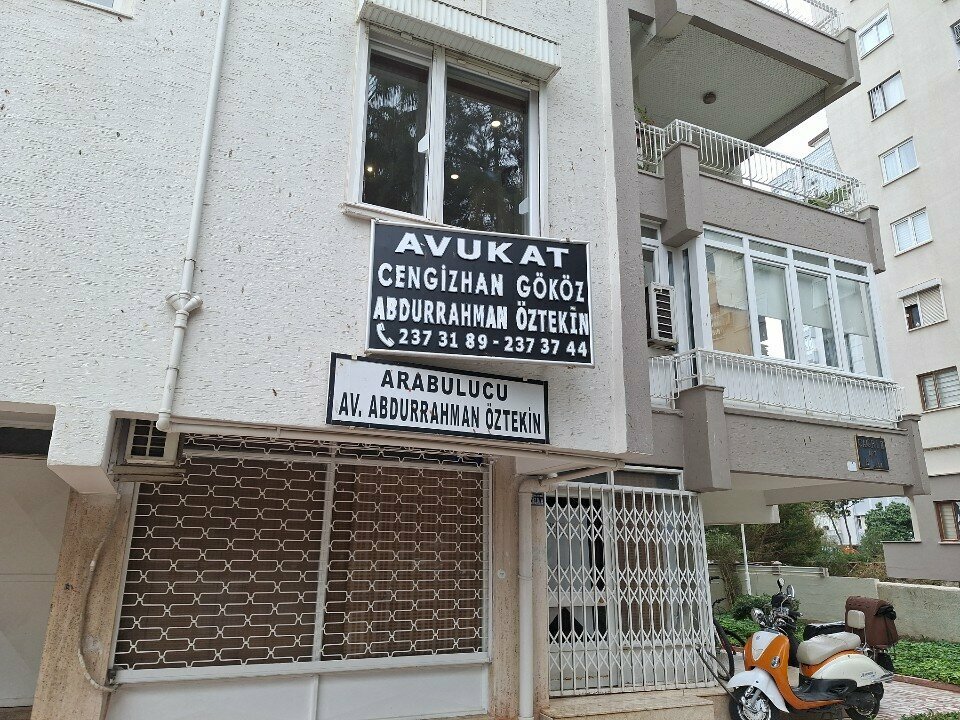 AVUKAT
CENGİZHAN GÖKÖZ
ABDURRAHMAN ÖZTEKİN
237 31 89 - 237 37 44
ARABULUCU
AV. ABDURRAHMAN ÖZTEKİN